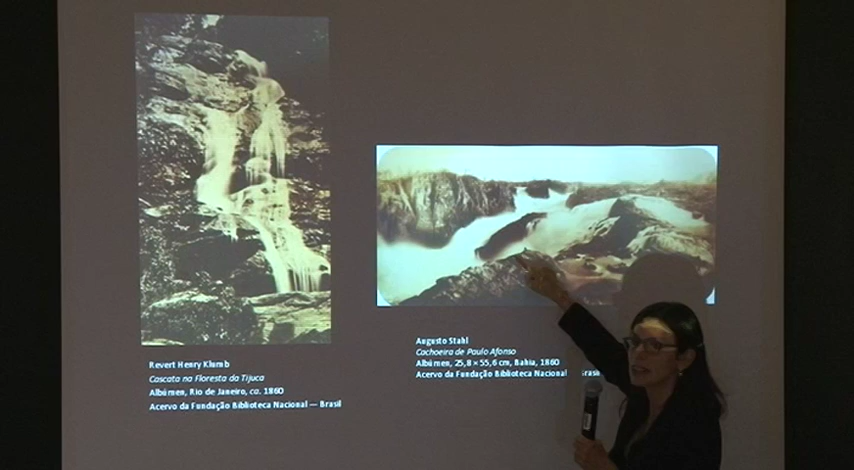 Revert Henry Klumb
Cascata na Floresta da Tijuca
Albúmen, Rio de Janeiro, ca. 1860
Acervo da Fundação Biblioteca Nacional — Brasil
Augusto Stahl
Cachoeira de Paulo Afonso
Albúmen, 25,8 × 55,6 cm, Bahia, 1860
Acervo da Fundação Biblioteca Nacional Brasil